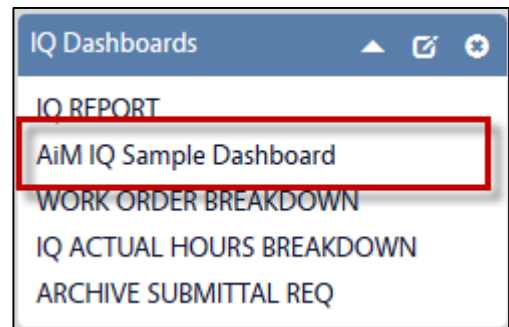 IQ Dashboards
IQ REPORT
AiM IQ Sample Dashboard
WORK ORDER BREAKDOWN
IQ ACTUAL HOURS BREAKDOWN
ARCHIVE SUBMITTAL REQ